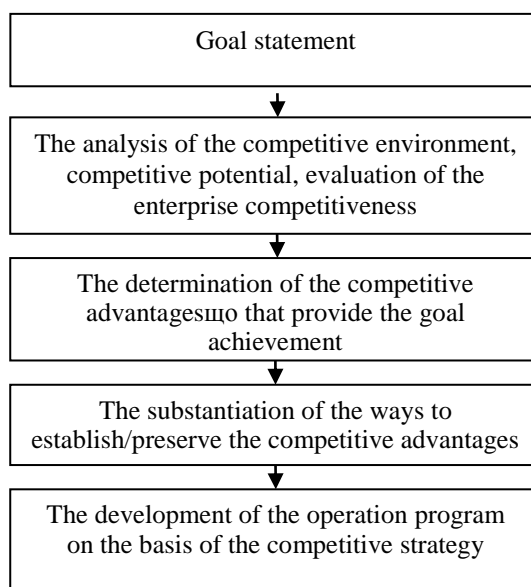 Goal statement
The analysis of the competitive environment,
competitive potential, evaluation of the
enterprise competitiveness
The determination of the competitive
advantagesщо that provide the goal
achievement
The substantiation of the ways to
establish/preserve the competitive advantages
The development of the operation program
on the basis of the competitive strategy